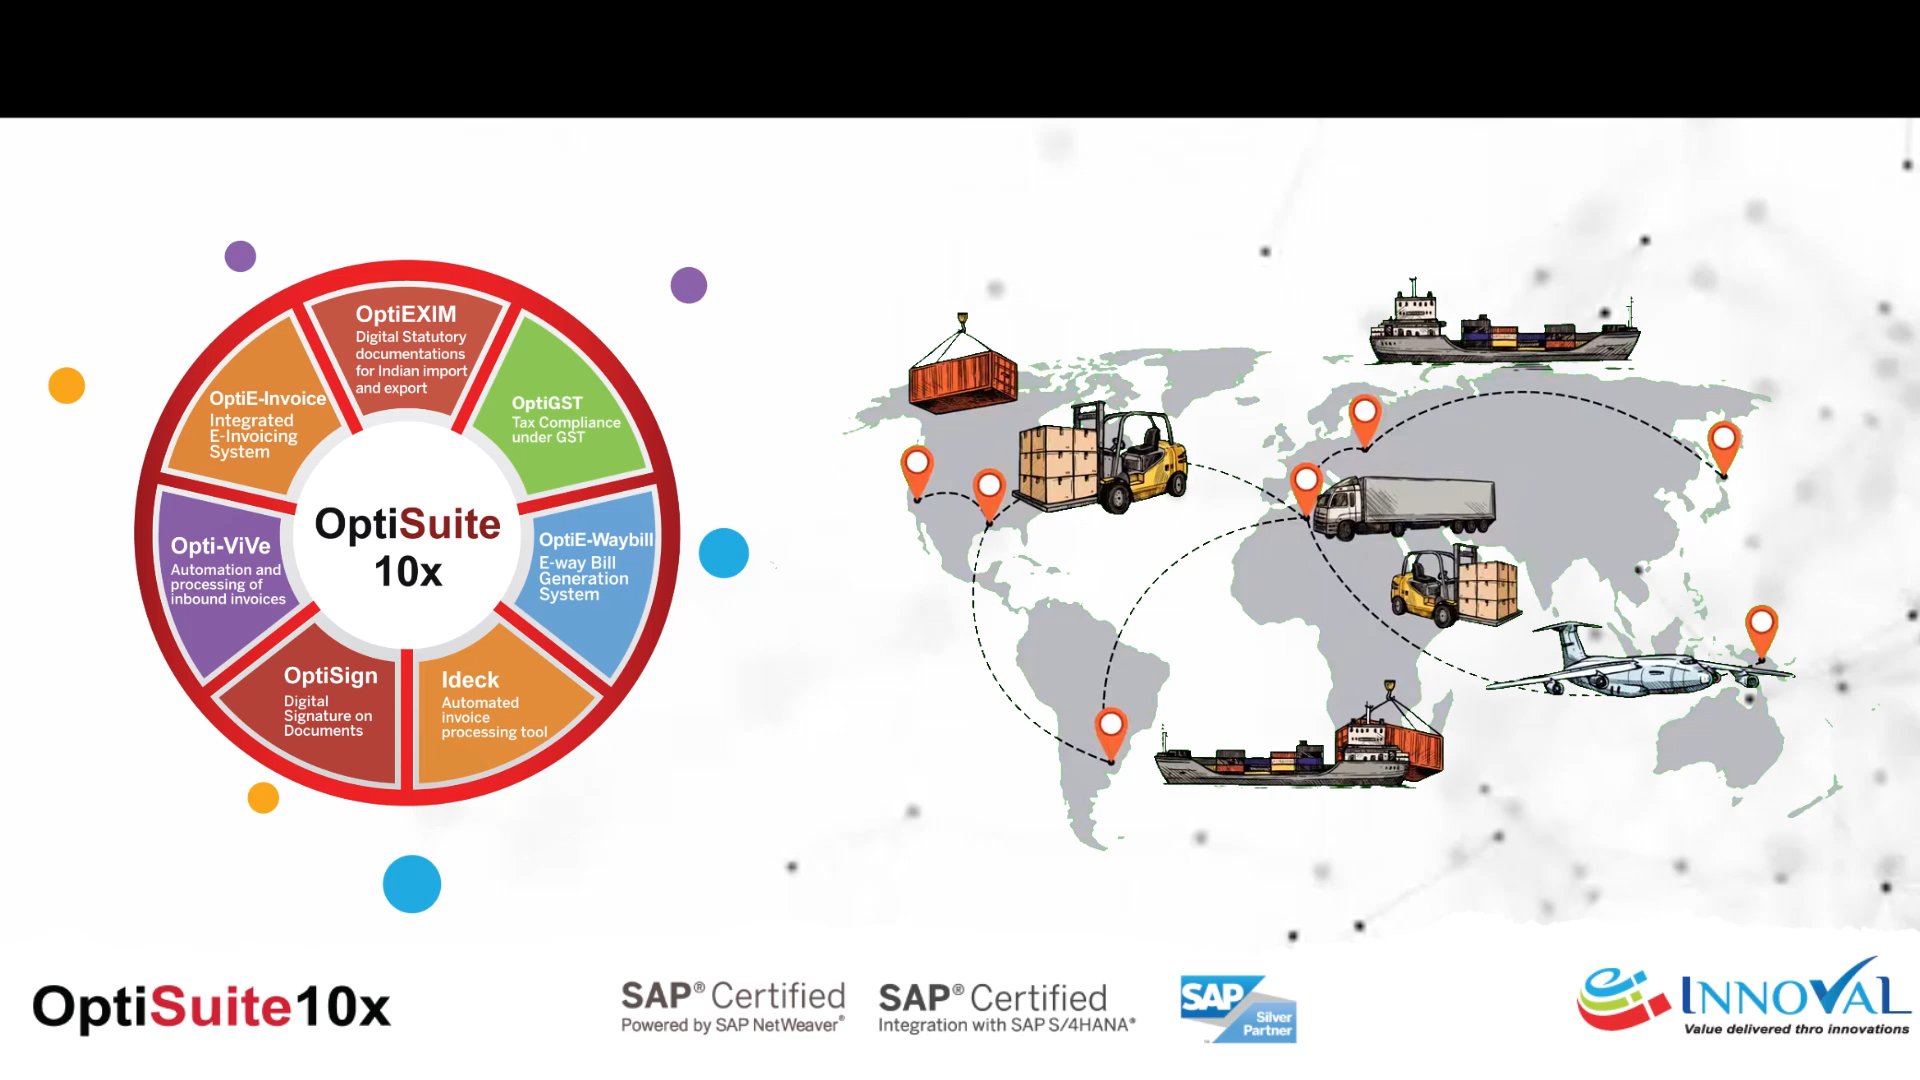 OptiEXIM
Digital Statutory
documentations
for Indian import
and export
OptiGST
Tax Compliance
under GST
OptiE-Waybill
E-way Bill
Generation
System
Ideck
Automated
invoice
processing tool
OptiSign
Digital
Signature on
Documents
Opti-ViVe
Automation and
processing of
inbound invoices
OptiE-Invoice
Integrated
E-Invoicing
System
OptiSuite
10x
OptiSuite10x
SAP® Certified
Powered by SAP NetWeaver®
SAP® Certified
Integration with SAP S/4HANA®
SAP
Silver
Partner
INNOVAL
Value delivered thro innovations